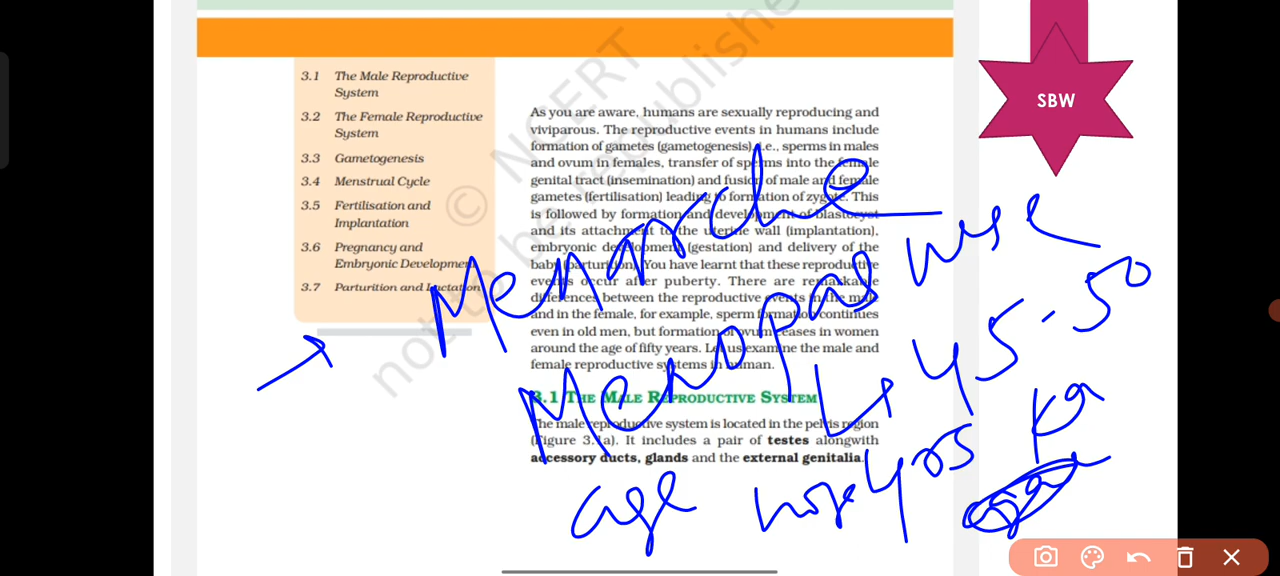 3.1 The Male Reproductive
System
3.2 The Female Reproductive
System
3.3 Gametogenesis
3.4 Menstrual Cycle
3.5 Fertilisation and
Implantation
3.6 Pregnancy and
Embryonic Development
3.7 Parturition and Lactation
© NCERT
not to be republished
As you are aware, humans are sexually reproducing and
viviparous. The reproductive events in humans include
formation of gametes (gametogenesis), i.e., sperms in males
and ovum in females, transfer of sperms into the female
genital tract (insemination) and fusion of male and female
gametes (fertilisation) leading to formation of zygote. This
is followed by formation and development of blastocyst
and its attachment to the uterine wall (implantation),
embryonic development (gestation) and delivery of the
baby (parturition). You have learnt that these reproductive
events occur after puberty. There are remarkable
differences between the reproductive events in the male
and in the female, for example, sperm formation continues
even in old men, but formation of ovum ceases in women
around the age of fifty years. Let us examine the male and
female reproductive systems in human.
3.1 The Male Reproductive System
The male reproductive system is located in the pelvis region
(Figure 3.1a). It includes a pair of testes alongwith
accessory ducts, glands and the external genitalia.
SBW
Menarche
Menopause
45-50
age yrs ka